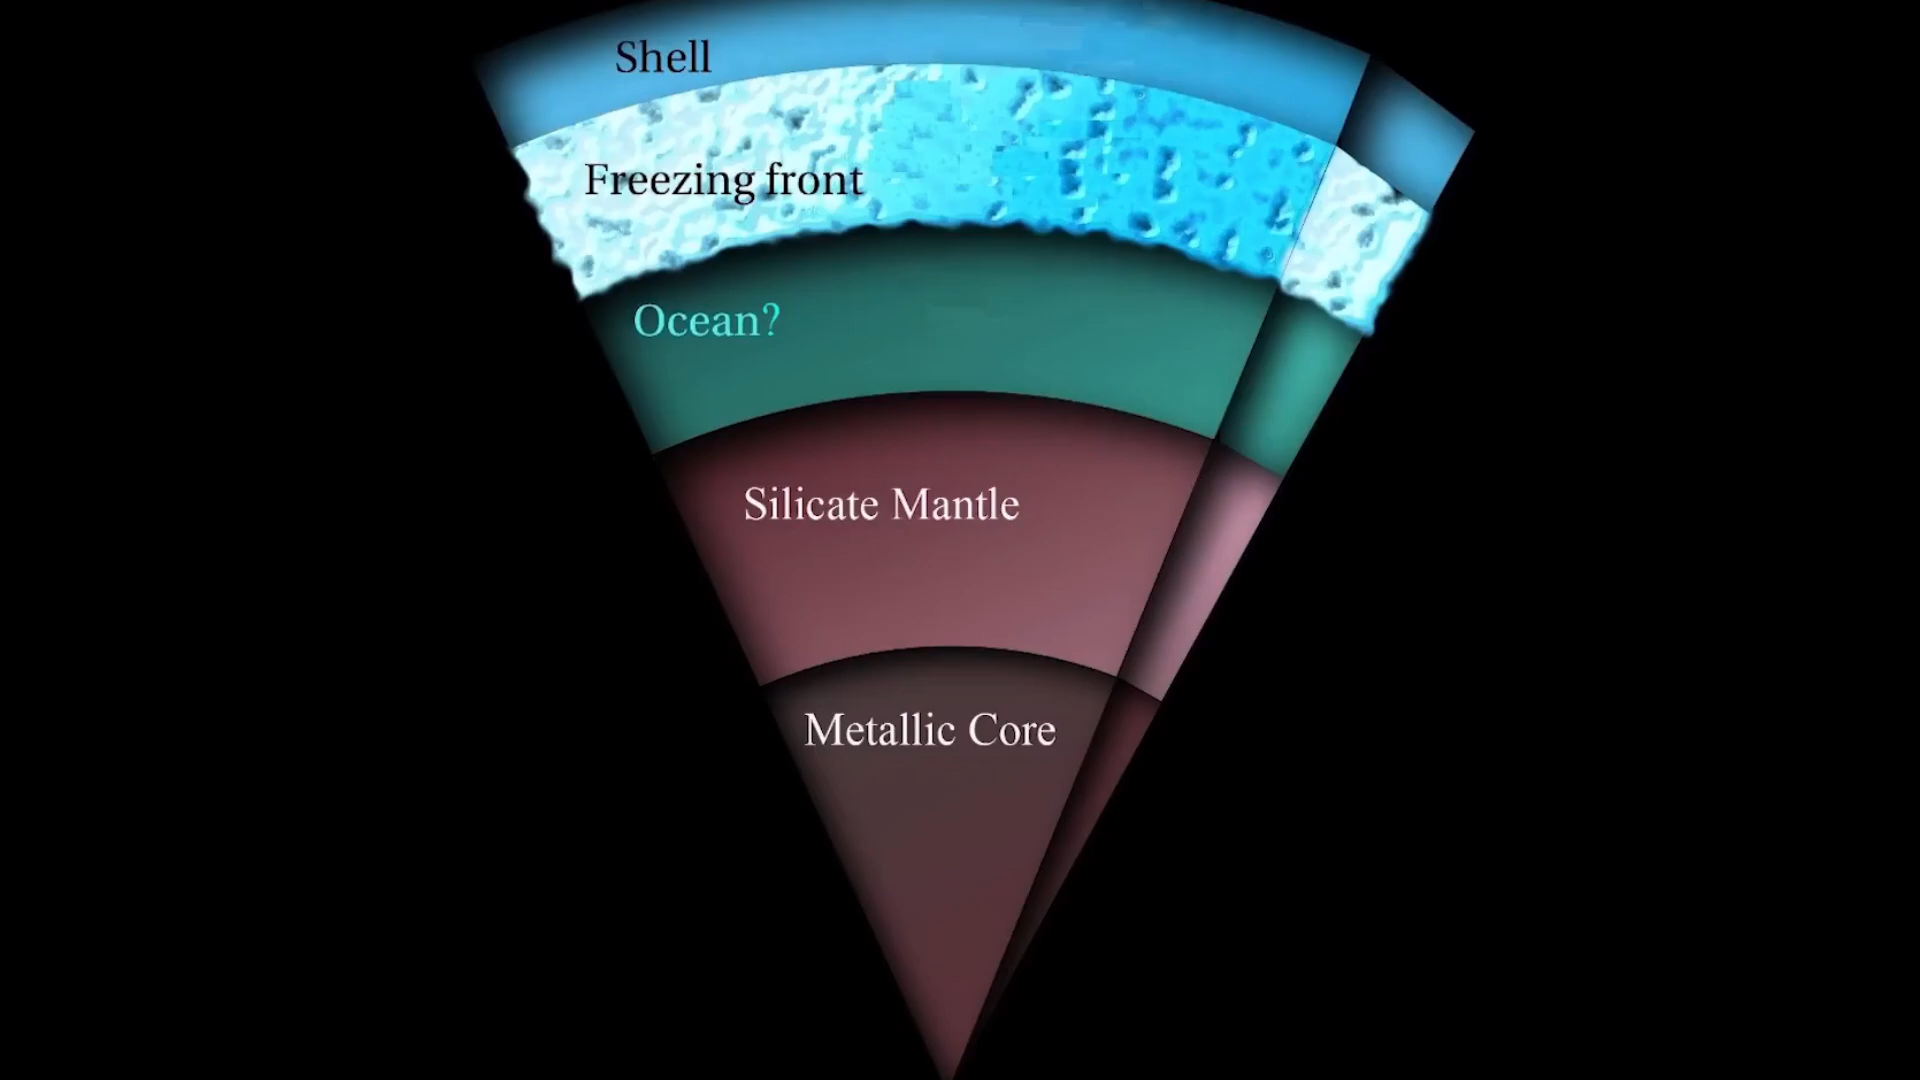 Shell
Freezing front
Ocean?
Silicate Mantle
Metallic Core